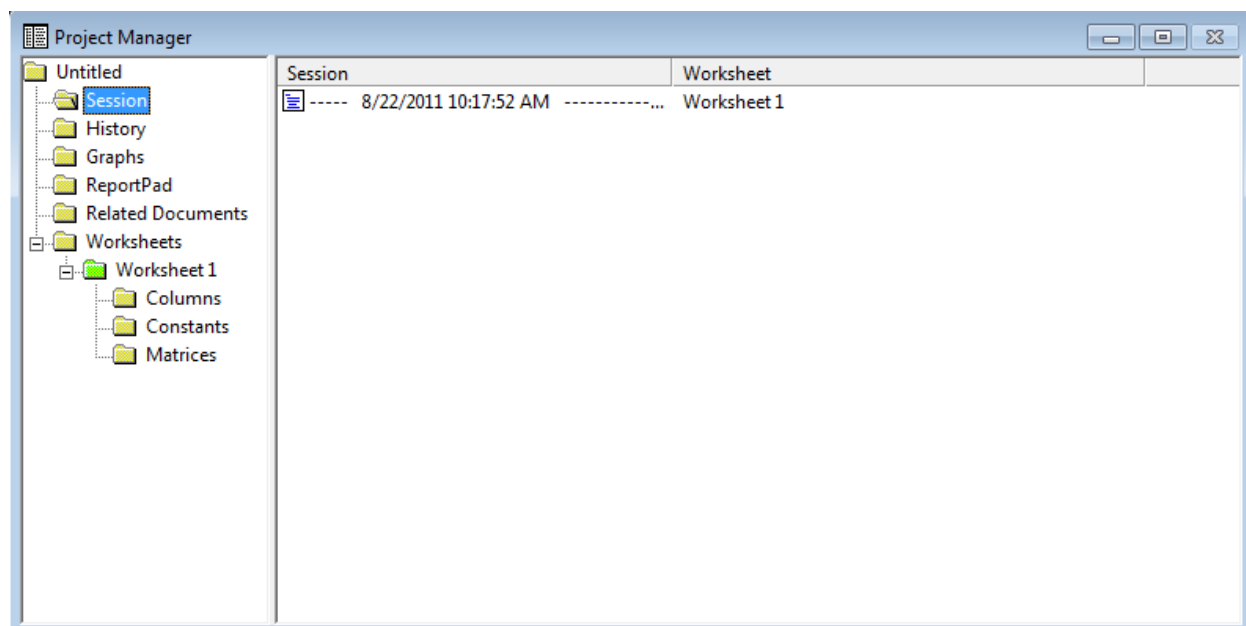 Project Manager
Untitled
Session
History
Graphs
ReportPad
Related Documents
Worksheets
Worksheet 1
Columns
Constants
Matrices
Session Worksheet
----- 8/22/2011 10:17:52 AM -----------... Worksheet 1